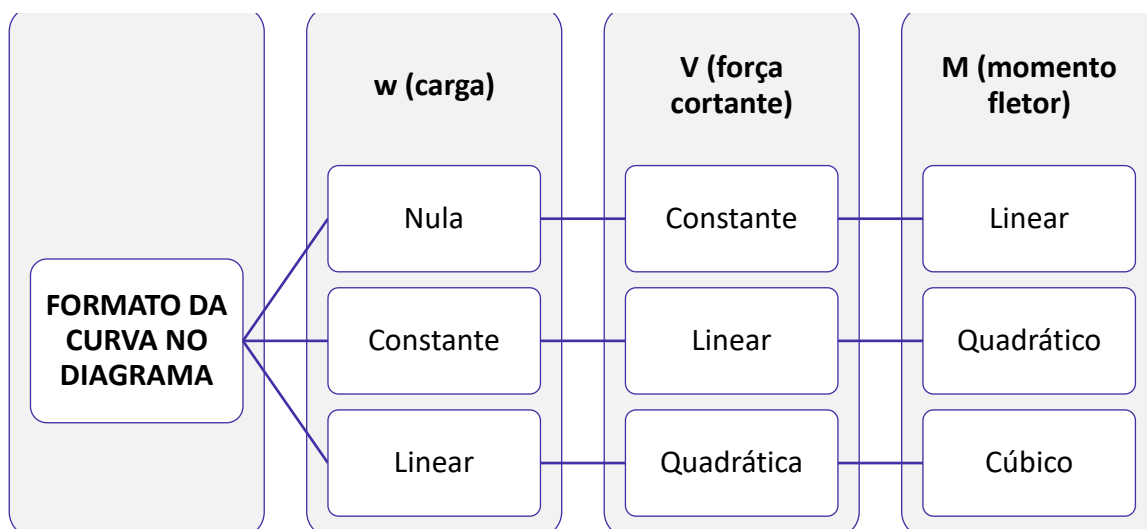 w (carga)
V (força
cortante)
M (momento
fletor)
FORMATO DA
CURVA NO
DIAGRAMA
Nula
Constante
Linear
Constante
Linear
Quadrático
Linear
Quadrática
Cúbico